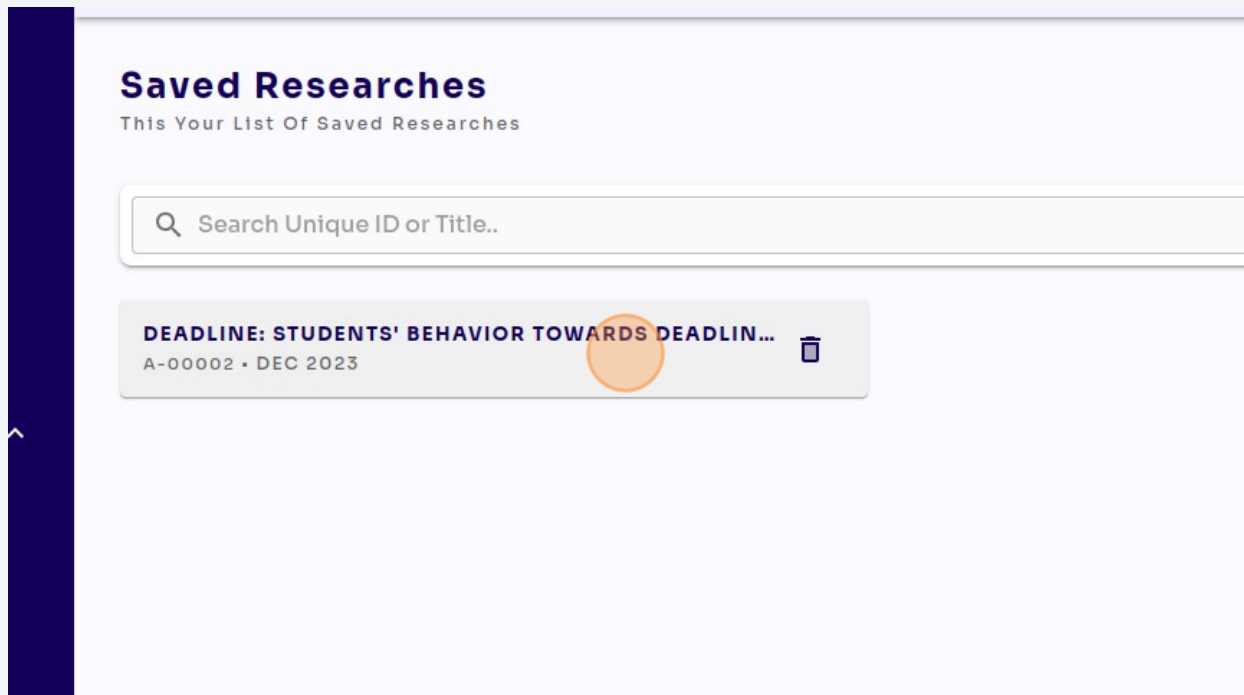 Saved Researches
This Your List Of Saved Researches
Search Unique ID or Title..
DEADLINE: STUDENTS' BEHAVIOR TOWARDS DEADLIN...
A-00002 • DEC 2023